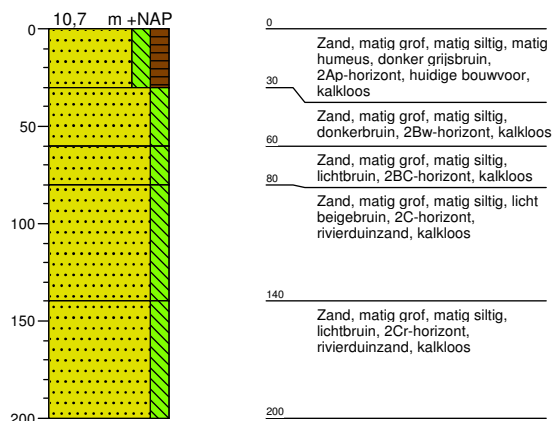 10,7 m +NAP
0
50
100
150
200
0
Zand, matig grof, matig siltig, matig
humeus, donker grijsbruin,
2Ap-horizont, huidige bouwvoor,
kalkloos
30
Zand, matig grof, matig siltig,
donkerbruin, 2Bw-horizont, kalkloos
60
Zand, matig grof, matig siltig,
lichtbruin, 2BC-horizont, kalkloos
80
Zand, matig grof, matig siltig, licht
beigebruin, 2C-horizont,
rivierduinzand, kalkloos
140
Zand, matig grof, matig siltig,
lichtbruin, 2Cr-horizont,
rivierduinzand, kalkloos
200